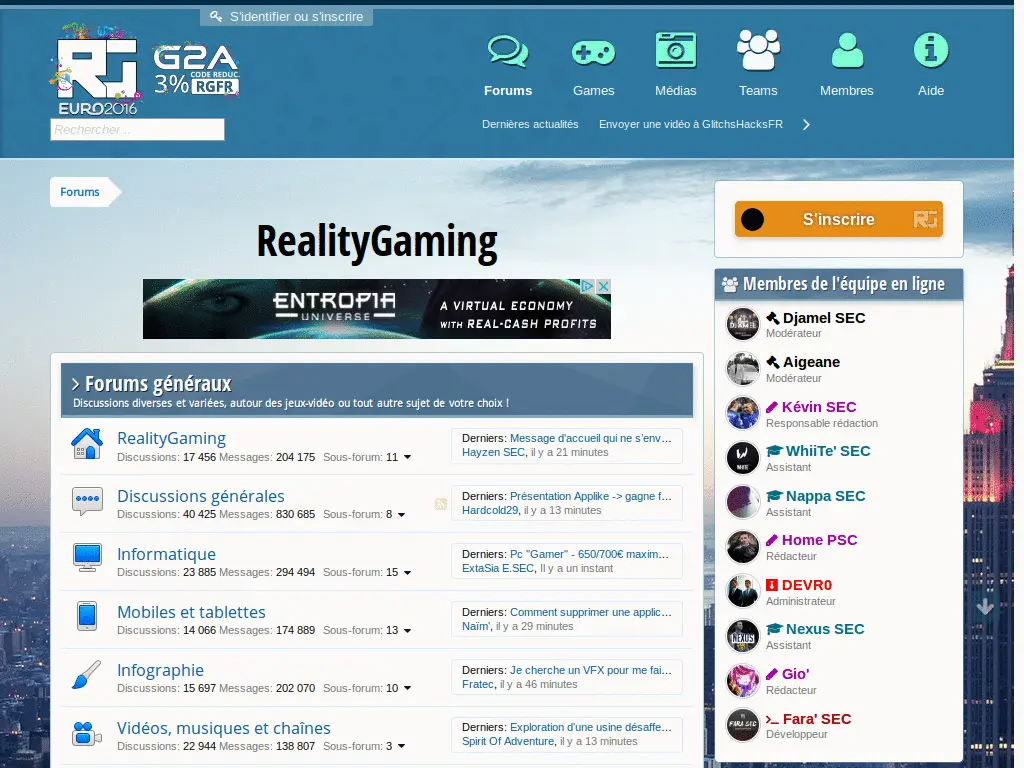 S'identifier ou s'inscrire
RJ
EURO2016
G2A
3% CODE REDUC. RGFR
Rechercher...
Forums
Games
Médias
Teams
Membres
Aide
Dernières actualités
Envoyer une vidéo à GlitchsHacksFR
Forums
RealityGaming
ENTROPIA
UNIVERSE
A VIRTUAL ECONOMY
WITH REAL-CASH PROFITS
Forums généraux
Discussions diverses et variées, autour des jeux-vidéo ou tout autre sujet de votre choix !
RealityGaming
Discussions: 17 456 Messages: 204 175 Sous-forum: 11
Derniers: Message d'accueil qui ne s'env…
Hayzen SEC, il y a 21 minutes
Discussions générales
Discussions: 40 425 Messages: 830 685 Sous-forum: 8
Derniers: Présentation Applike -> gagne f…
Hardcold29, il y a 13 minutes
Informatique
Discussions: 23 885 Messages: 294 494 Sous-forum: 15
Derniers: Pc "Gamer" - 650/700€ maxim…
ExtaSia E.SEC, Il y a un instant
Mobiles et tablettes
Discussions: 14 066 Messages: 174 889 Sous-forum: 13
Derniers: Comment supprimer une applic…
Naïm', il y a 29 minutes
Infographie
Discussions: 15 697 Messages: 202 070 Sous-forum: 10
Derniers: Je cherche un VFX pour me fai…
Fratec, il y a 46 minutes
Vidéos, musiques et chaînes
Discussions: 22 944 Messages: 138 807 Sous-forum: 3
Derniers: Exploration d'une usine désaffe…
Spirit Of Adventure, il y a 13 minutes
S'inscrire
RJ
Membres de l'équipe en ligne
Djamel SEC
Modérateur
Aigeane
Modérateur
Kévin SEC
Responsable rédaction
WhiiTe' SEC
Assistant
Nappa SEC
Assistant
Home PSC
Rédacteur
DEVR0
Administrateur
NEXUS
Nexus SEC
Assistant
Gio'
Rédacteur
FARA SEC
Fara' SEC
Développeur